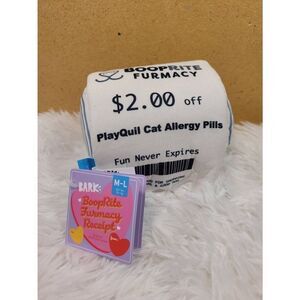 BOOPRITE
FURMACY
$2.00 off
PlayQuil Cat Allergy Pills
Fun Never Expires
BARK
M-L
BoopRite
Furmacy
Receipt